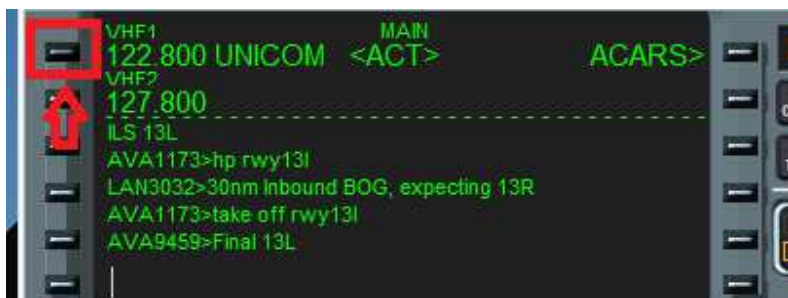 VHF1 MAIN
122.800 UNICOM <ACT> ACARS>
VHF2
127.800
ILS 13L
AVA1173>hp rwy13l
LAN3032>30nm Inbound BOG, expecting 13R
AVA1173>take off rwy13l
AVA9459>Final 13L